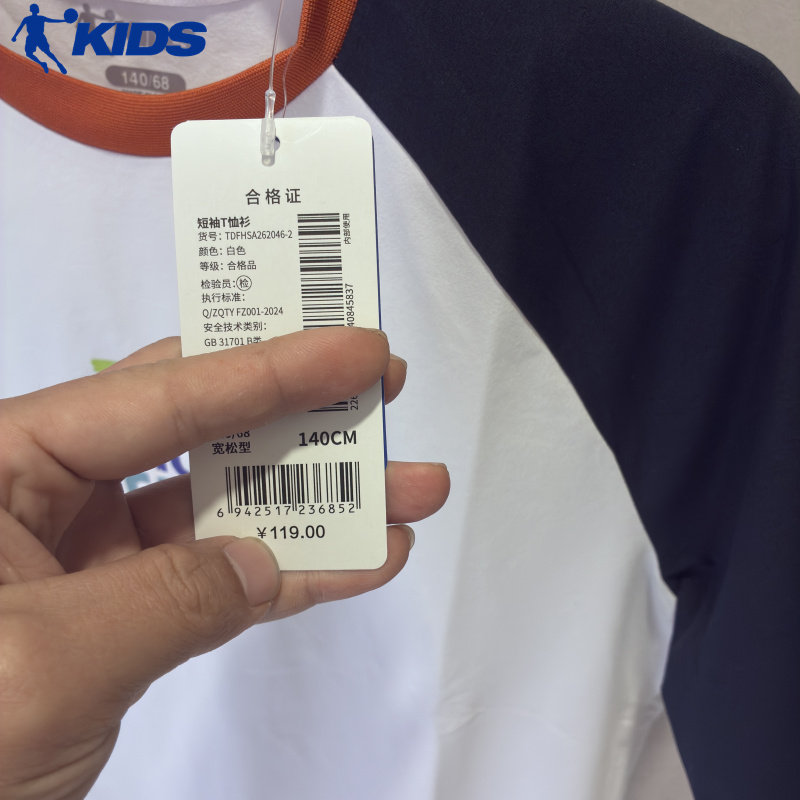 KIDS
140/68
合格证
短袖T恤衫
货号：TDFHSA262046-2
颜色：白色
等级：合格品
检验员：检
执行标准：
Q/ZQTY FZ001-2024
安全技术类别：
GB 31701 B类
内部使用
40845837
226
/68
宽松型
140CM
6 942517 236852
￥119.00